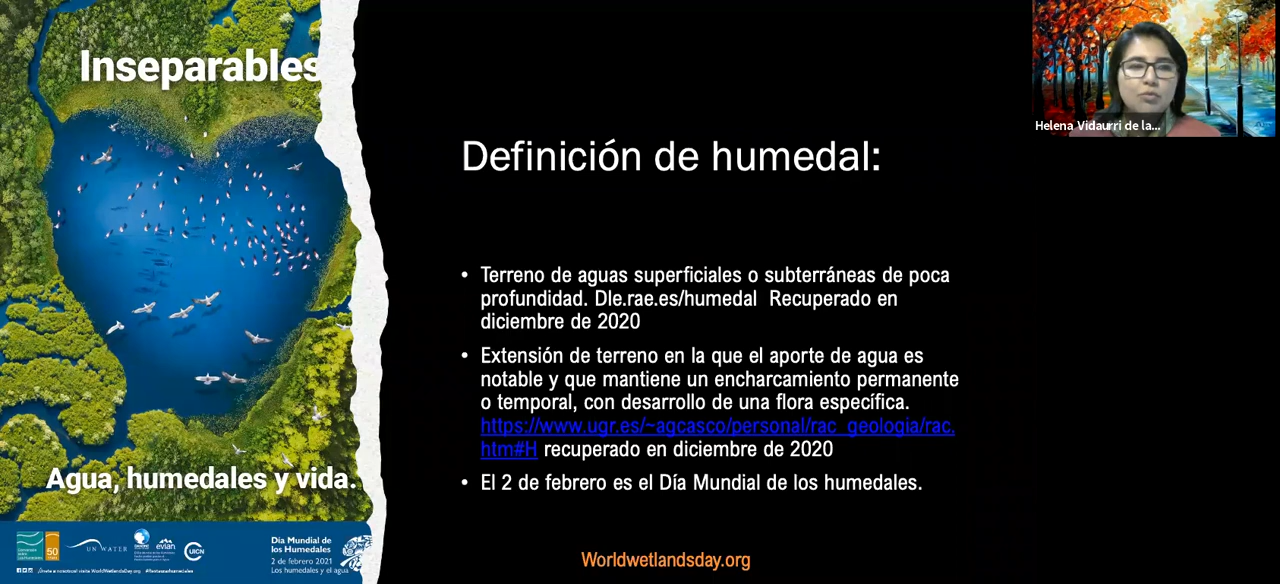 Inseparables
Agua, humedales y vida.
50
UN WATER
evian
UICN
Día Mundial de
los Humedales
2 de febrero 2021
Los humedales y el agua
Definición de humedal:
• Terreno de aguas superficiales o subterráneas de poca
profundidad. Dle.rae.es/humedal Recuperado en
diciembre de 2020
• Extensión de terreno en la que el aporte de agua es
notable y que mantiene un encharcamiento permanente
o temporal, con desarrollo de una flora específica.
https://www.ugr.es/~agcasco/personal/rac_geologia/rac.
htm#H recuperado en diciembre de 2020
• El 2 de febrero es el Día Mundial de los humedales.
Worldwetlandsday.org
Helena Vidaurri de la...